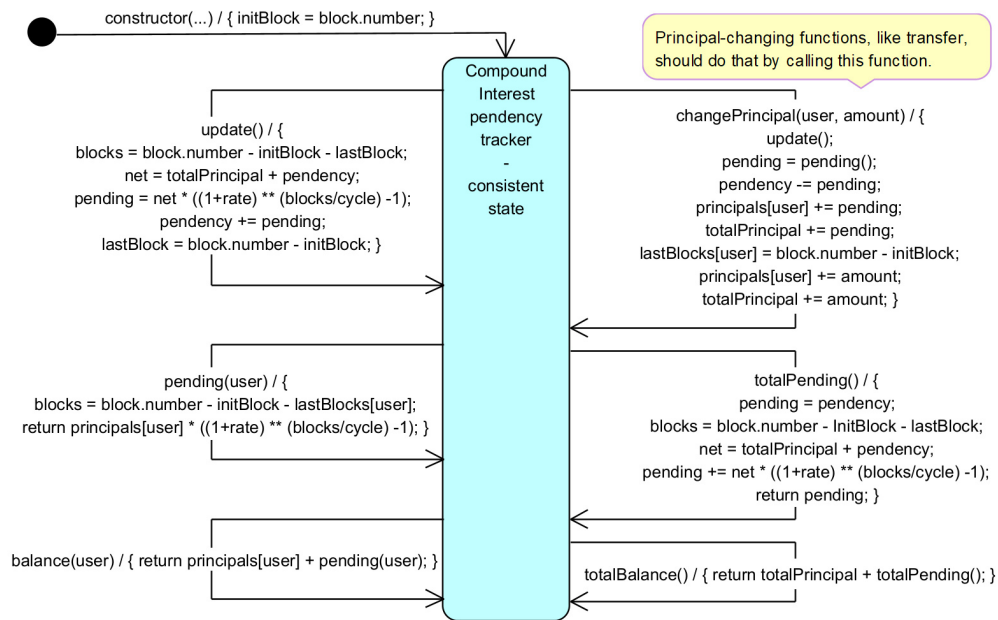 constructor(...) / { initBlock = block.number; }
Principal-changing functions, like transfer,
should do that by calling this function.
Compound
Interest
pendency
tracker
-
consistent
state
update() / {
blocks = block.number - initBlock - lastBlock;
net = totalPrincipal + pendency;
pending = net * ((1+rate) ** (blocks/cycle) -1);
pendency += pending;
lastBlock = block.number - initBlock; }
changePrincipal(user, amount) / {
update();
pending = pending();
pendency -= pending;
principals[user] += pending;
totalPrincipal += pending;
lastBlocks[user] = block.number - initBlock;
principals[user] += amount;
totalPrincipal += amount; }
pending(user) / {
blocks = block.number - initBlock - lastBlocks[user];
return principals[user] * ((1+rate) ** (blocks/cycle) -1); }
totalPending() / {
pending = pendency;
blocks = block.number - InitBlock - lastBlock;
net = totalPrincipal + pendency;
pending += net * ((1+rate) ** (blocks/cycle) -1);
return pending; }
balance(user) / { return principals[user] + pending(user); }
totalBalance() / { return totalPrincipal + totalPending(); }